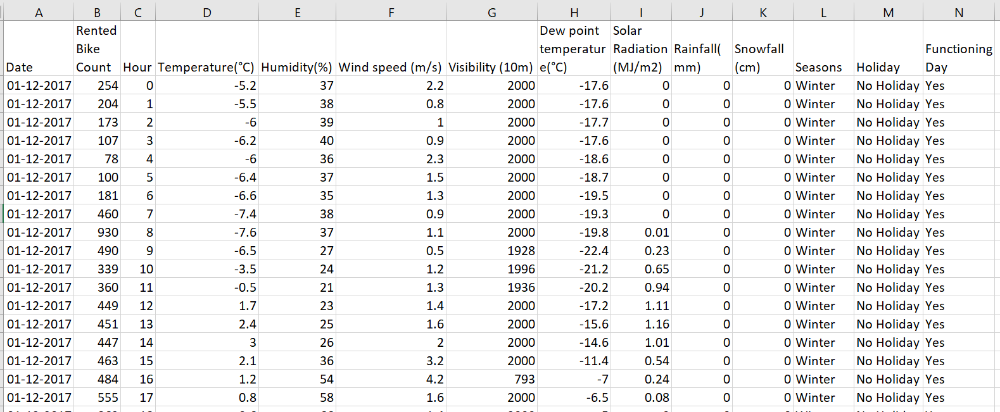 A B C D E F G H I J K L M N
Date Rented Bike Count Hour Temperature(°C) Humidity(%) Wind speed (m/s) Visibility (10m) Dew point temperature(°C) Solar Radiation (MJ/m2) Rainfall(mm) Snowfall (cm) Seasons Holiday Functioning Day
01-12-2017 254 0 -5.2 37 2.2 2000 -17.6 0 0 0 Winter No Holiday Yes
01-12-2017 204 1 -5.5 38 0.8 2000 -17.6 0 0 0 Winter No Holiday Yes
01-12-2017 173 2 -6 39 1 2000 -17.7 0 0 0 Winter No Holiday Yes
01-12-2017 107 3 -6.2 40 0.9 2000 -17.6 0 0 0 Winter No Holiday Yes
01-12-2017 78 4 -6 36 2.3 2000 -18.6 0 0 0 Winter No Holiday Yes
01-12-2017 100 5 -6.4 37 1.5 2000 -18.7 0 0 0 Winter No Holiday Yes
01-12-2017 181 6 -6.6 35 1.3 2000 -19.5 0 0 0 Winter No Holiday Yes
01-12-2017 460 7 -7.4 38 0.9 2000 -19.3 0 0 0 Winter No Holiday Yes
01-12-2017 930 8 -7.6 37 1.1 2000 -19.8 0.01 0 0 Winter No Holiday Yes
01-12-2017 490 9 -6.5 27 0.5 1928 -22.4 0.23 0 0 Winter No Holiday Yes
01-12-2017 339 10 -3.5 24 1.2 1996 -21.2 0.65 0 0 Winter No Holiday Yes
01-12-2017 360 11 -0.5 21 1.3 1936 -20.2 0.94 0 0 Winter No Holiday Yes
01-12-2017 449 12 1.7 23 1.4 2000 -17.2 1.11 0 0 Winter No Holiday Yes
01-12-2017 451 13 2.4 25 1.6 2000 -15.6 1.16 0 0 Winter No Holiday Yes
01-12-2017 447 14 3 26 2 2000 -14.6 1.01 0 0 Winter No Holiday Yes
01-12-2017 463 15 2.1 36 3.2 2000 -11.4 0.54 0 0 Winter No Holiday Yes
01-12-2017 484 16 1.2 54 4.2 793 -7 0.24 0 0 Winter No Holiday Yes
01-12-2017 555 17 0.8 58 1.6 2000 -6.5 0.08 0 0 Winter No Holiday Yes